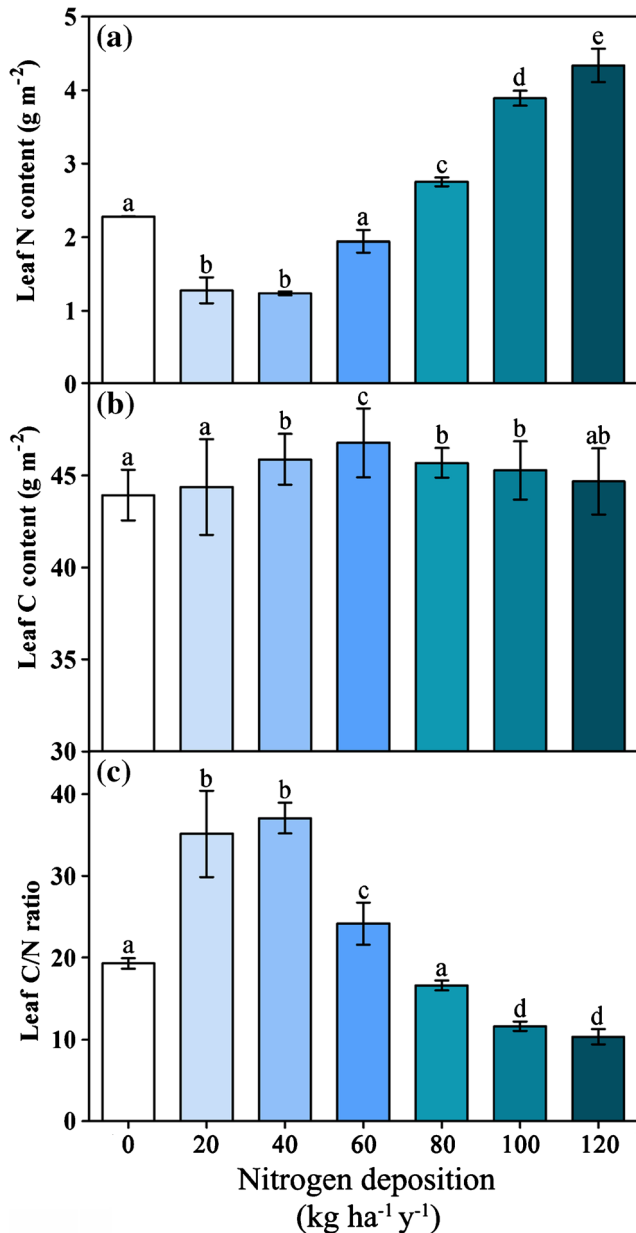 (a)
Leaf N content (g m⁻²)
5
4
3
2
1
0
a
b
b
a
c
d
e
(b)
Leaf C content (g m⁻²)
45
40
35
30
a
a
b
c
b
b
ab
(c)
Leaf C/N ratio
40
30
20
10
0
a
b
b
c
a
d
d
0 20 40 60 80 100 120
Nitrogen deposition
(kg ha⁻¹ y⁻¹)